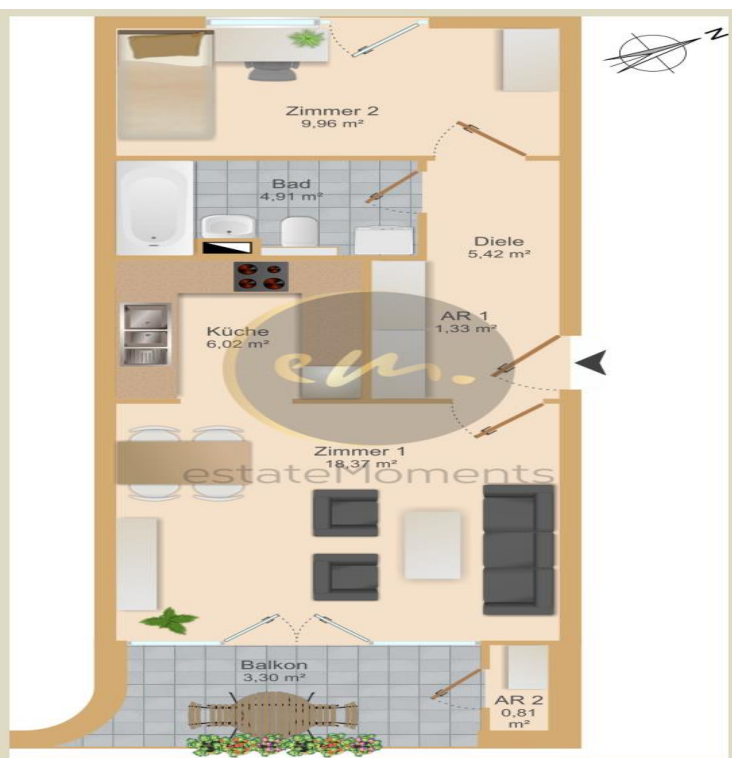 N
Zimmer 2
9,96 m²
Bad
4,91 m²
Diele
5,42 m²
AR 1
1,33 m²
Küche
6,02 m²
em.
Zimmer 1
18,37 m²
estateMoments
Balkon
3,30 m²
AR 2
0,81
m²